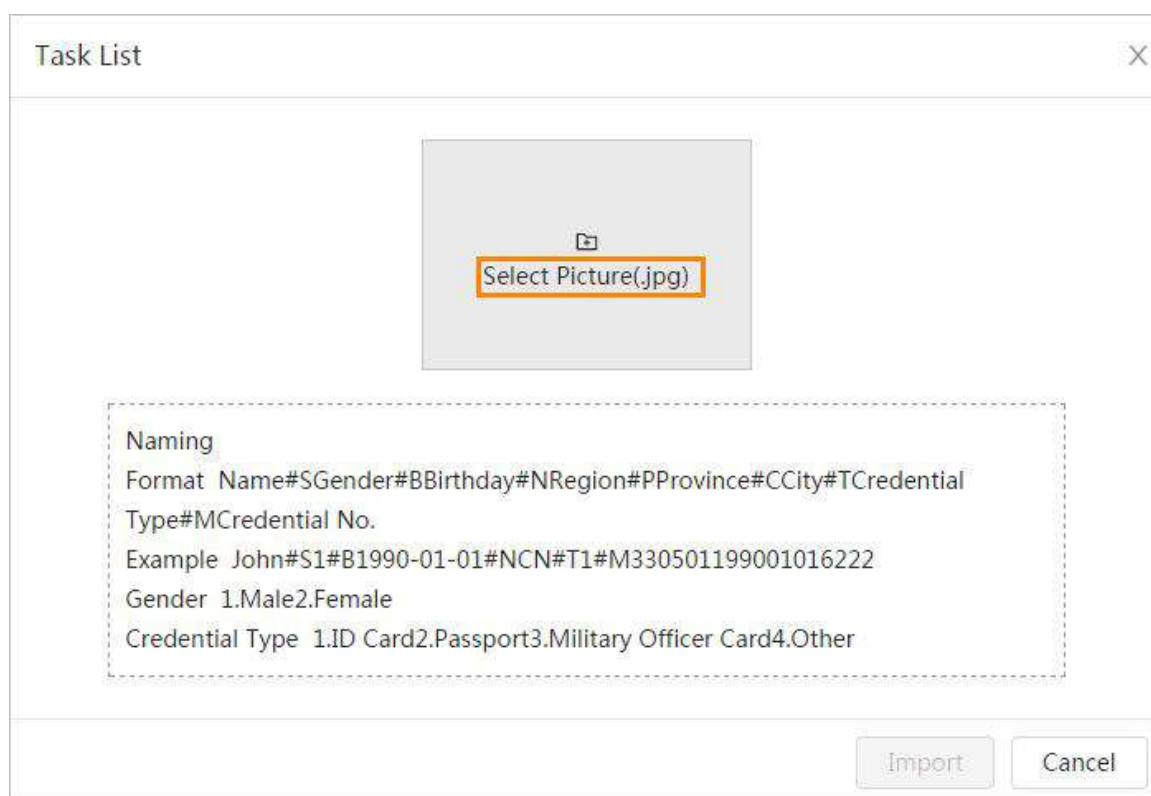 Task List
X
Select Picture(.jpg)
Naming
Format  Name#SGender#BBirthday#NRegion#PProvince#CCity#TCredential
Type#MCredential No.
Example  John#S1#B1990-01-01#NCN#T1#M330501199001016222
Gender  1.Male2.Female
Credential Type  1.ID Card2.Passport3.Military Officer Card4.Other
Import
Cancel